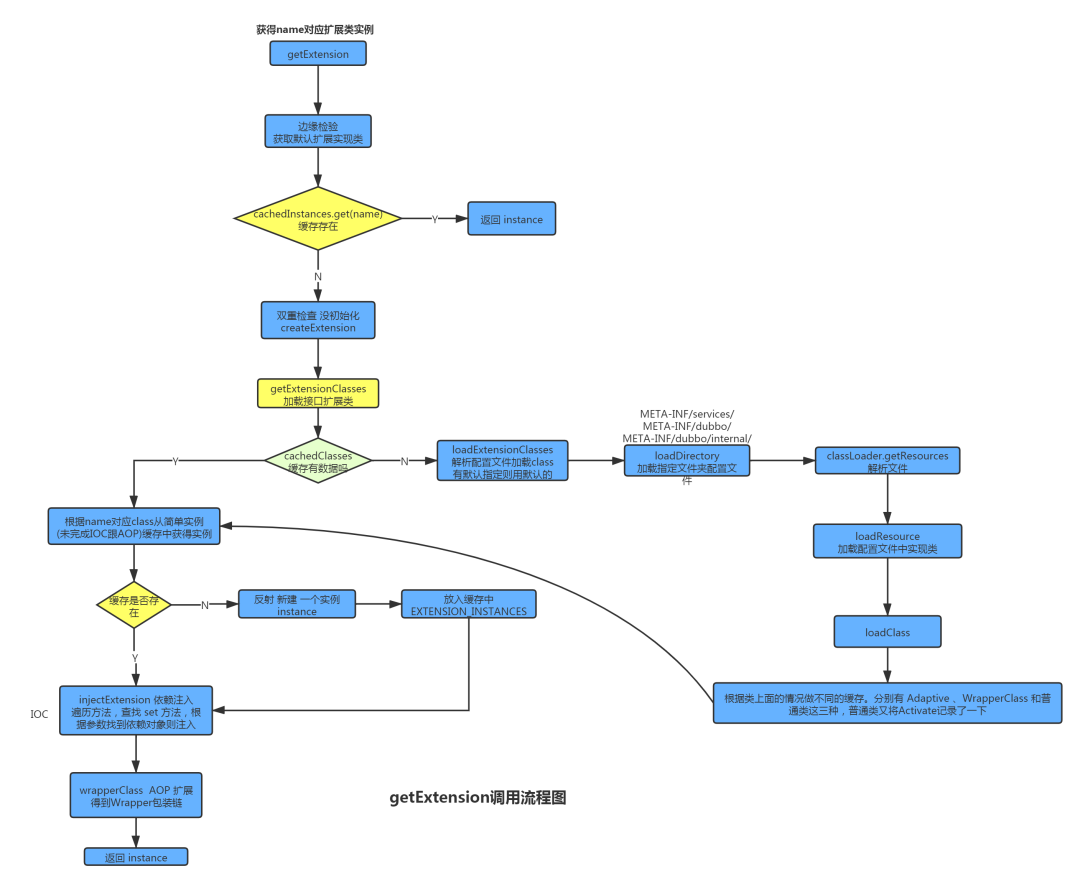 获得name对应扩展类实例
getExtension
边缘检验
获取默认扩展实现类
cachedInstances.get(name)
缓存存在
Y
返回 instance
N
双重检查 没初始化
createExtension
getExtensionClasses
加载接口扩展类
cachedClasses
缓存有数据吗
Y
N
loadExtensionClasses
解析配置文件加载class
有默认指定则用默认的
META-INF/services/
META-INF/dubbo/
META-INF/dubbo/internal/
loadDirectory
加载指定文件夹配置文
件
classLoader.getResources
解析文件
loadResource
加载配置文件中实现类
loadClass
根据类上面的情况做不同的缓存。分别有 Adaptive 、WrapperClass 和普
通类这三种，普通类又将Activate记录了一下
根据name对应class从简单实例
(未完成IOC跟AOP)缓存中获得实例
缓存是否存
在
N
反射 新建 一个实例
instance
放入缓存中
EXTENSION_INSTANCES
Y
IOC
injectExtension 依赖注入
遍历方法，查找 set 方法，根
据参数找到依赖对象则注入
wrapperClass AOP 扩展
得到Wrapper包装链
返回 instance
getExtension调用流程图